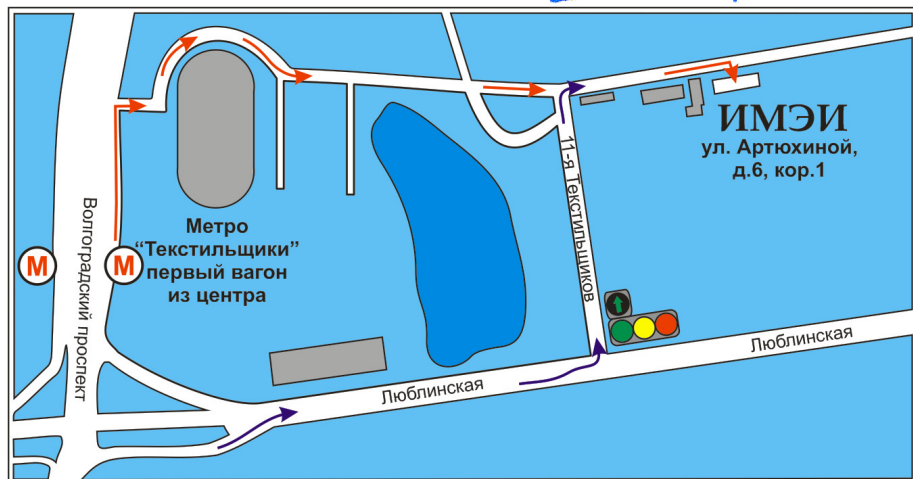 ИМЭИ
ул. Артюхиной,
д.6, кор.1
11-я Текстильщиков
Метро
“Текстильщики”
первый вагон
из центра
Волгоградский проспект
М
М
Люблинская
Люблинская